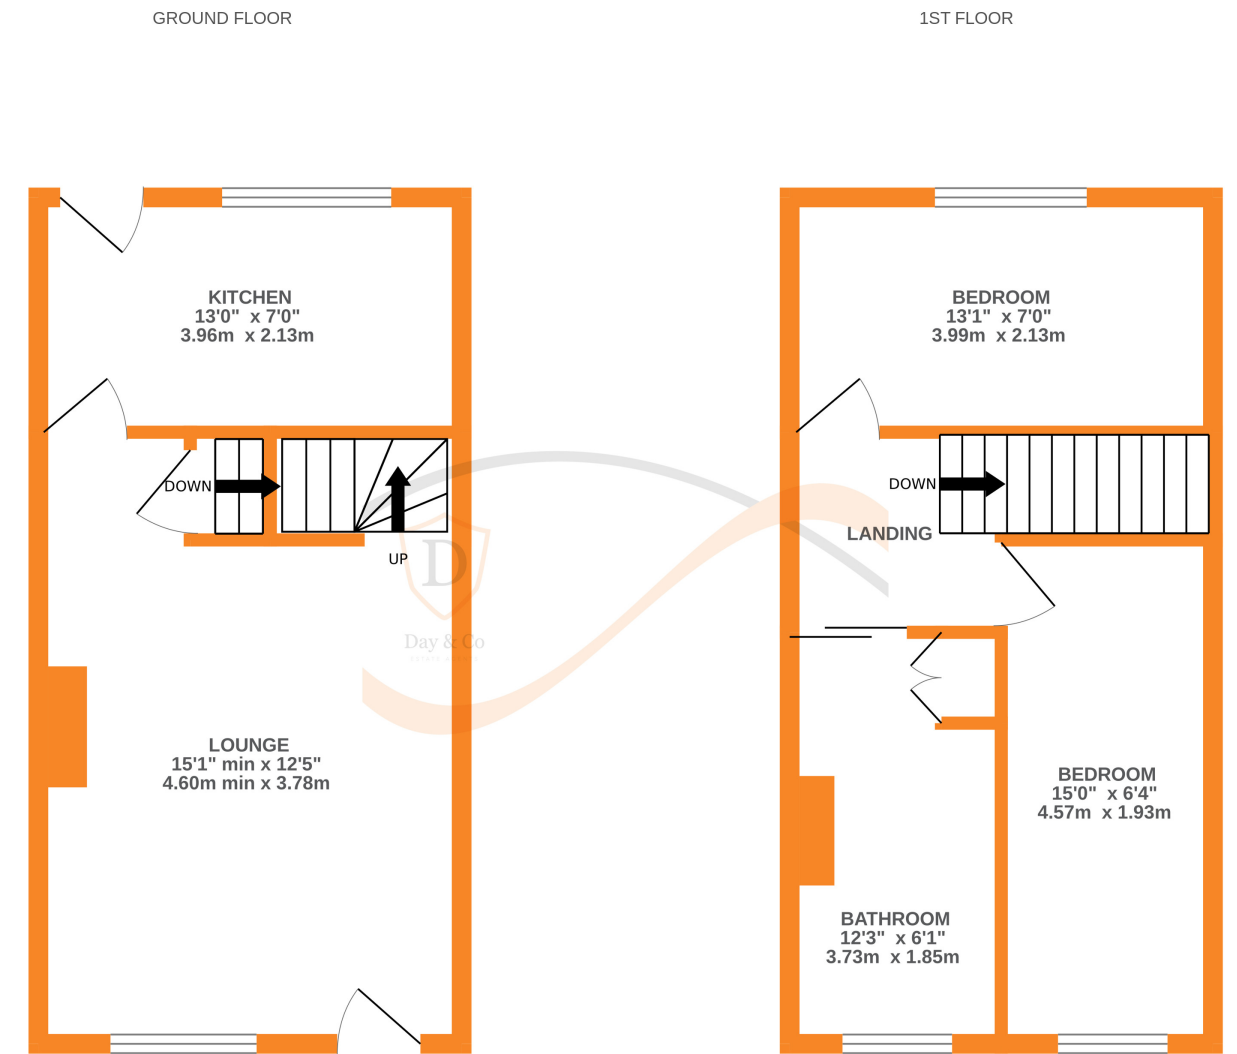 GROUND FLOOR
1ST FLOOR
KITCHEN
13'0" x 7'0"
3.96m x 2.13m
DOWN
UP
D
Day & Co
LOUNGE
15'1" min x 12'5"
4.60m min x 3.78m
BEDROOM
13'1" x 7'0"
3.99m x 2.13m
DOWN
LANDING
BEDROOM
15'0" x 6'4"
4.57m x 1.93m
BATHROOM
12'3" x 6'1"
3.73m x 1.85m